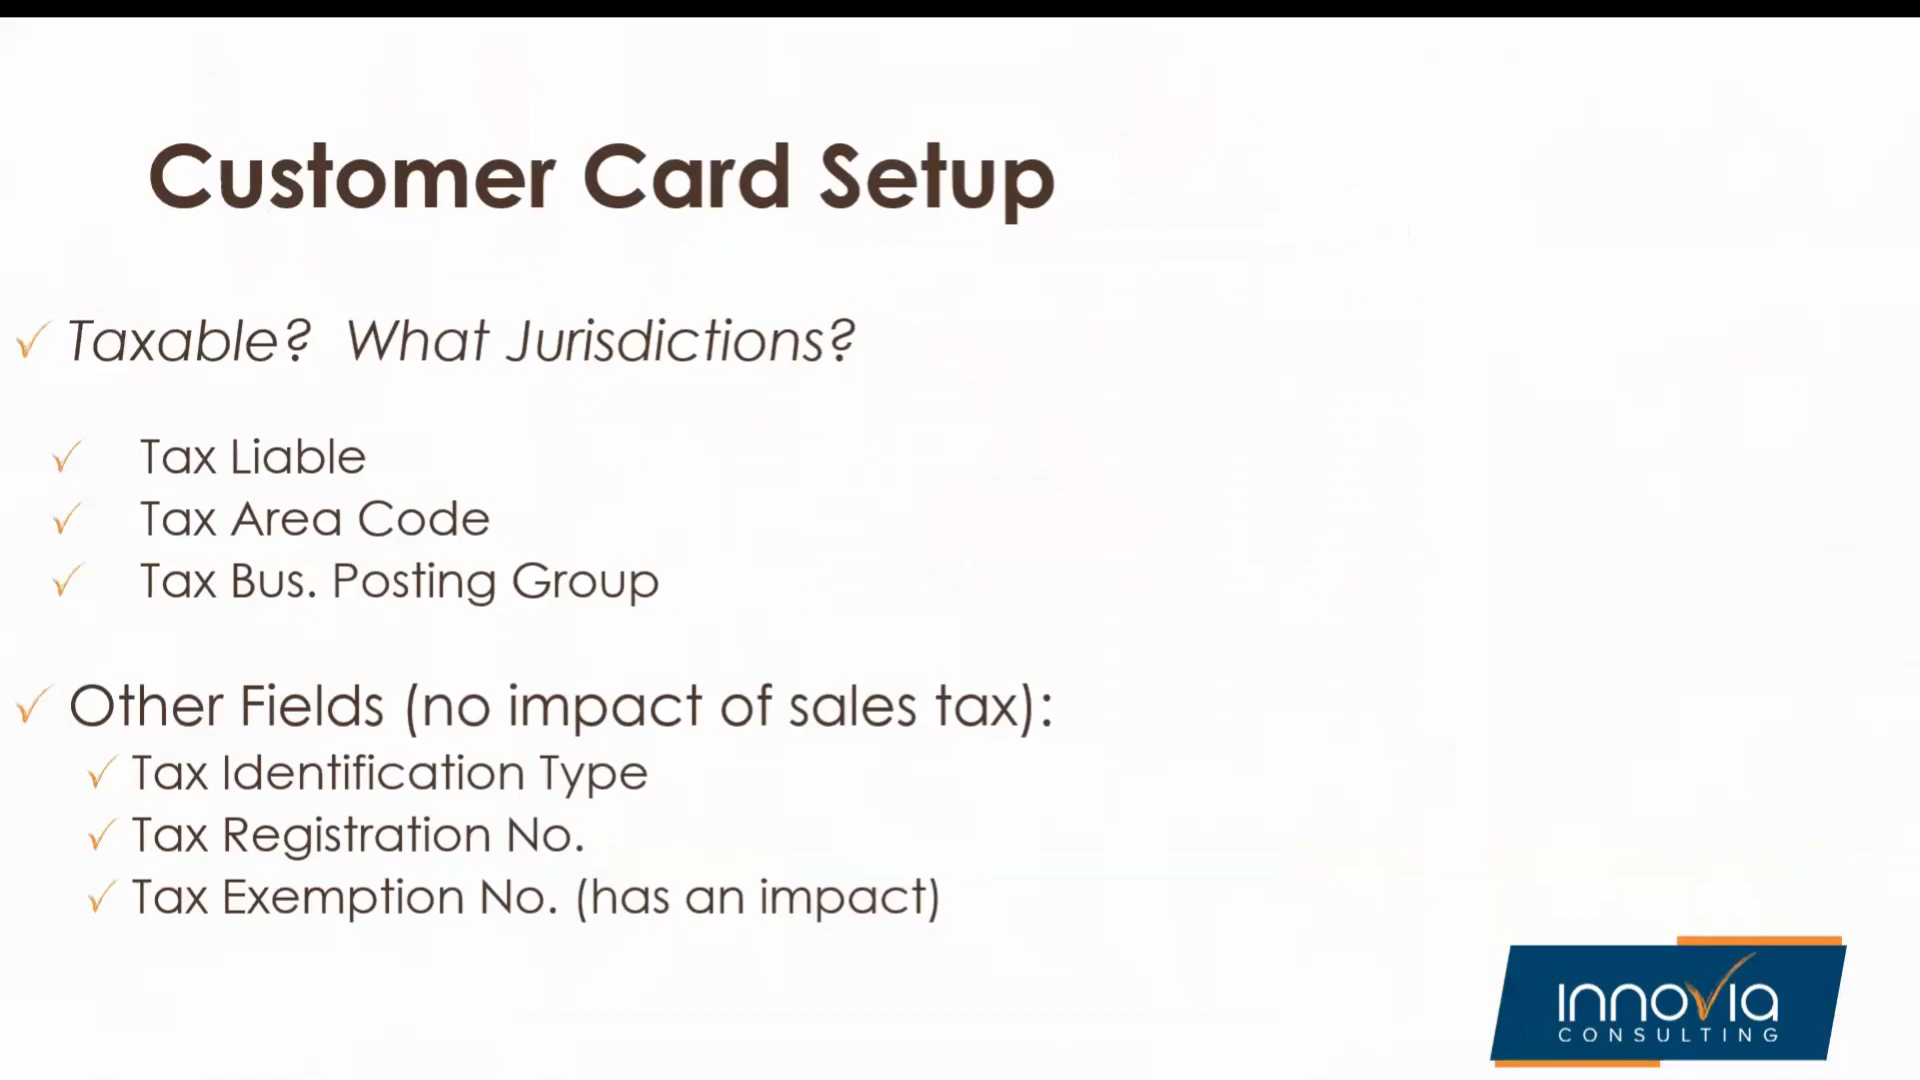 Customer Card Setup
Taxable? What Jurisdictions?
Tax Liable
Tax Area Code
Tax Bus. Posting Group
Other Fields (no impact of sales tax):
Tax Identification Type
Tax Registration No.
Tax Exemption No. (has an impact)
innovia
CONSULTING